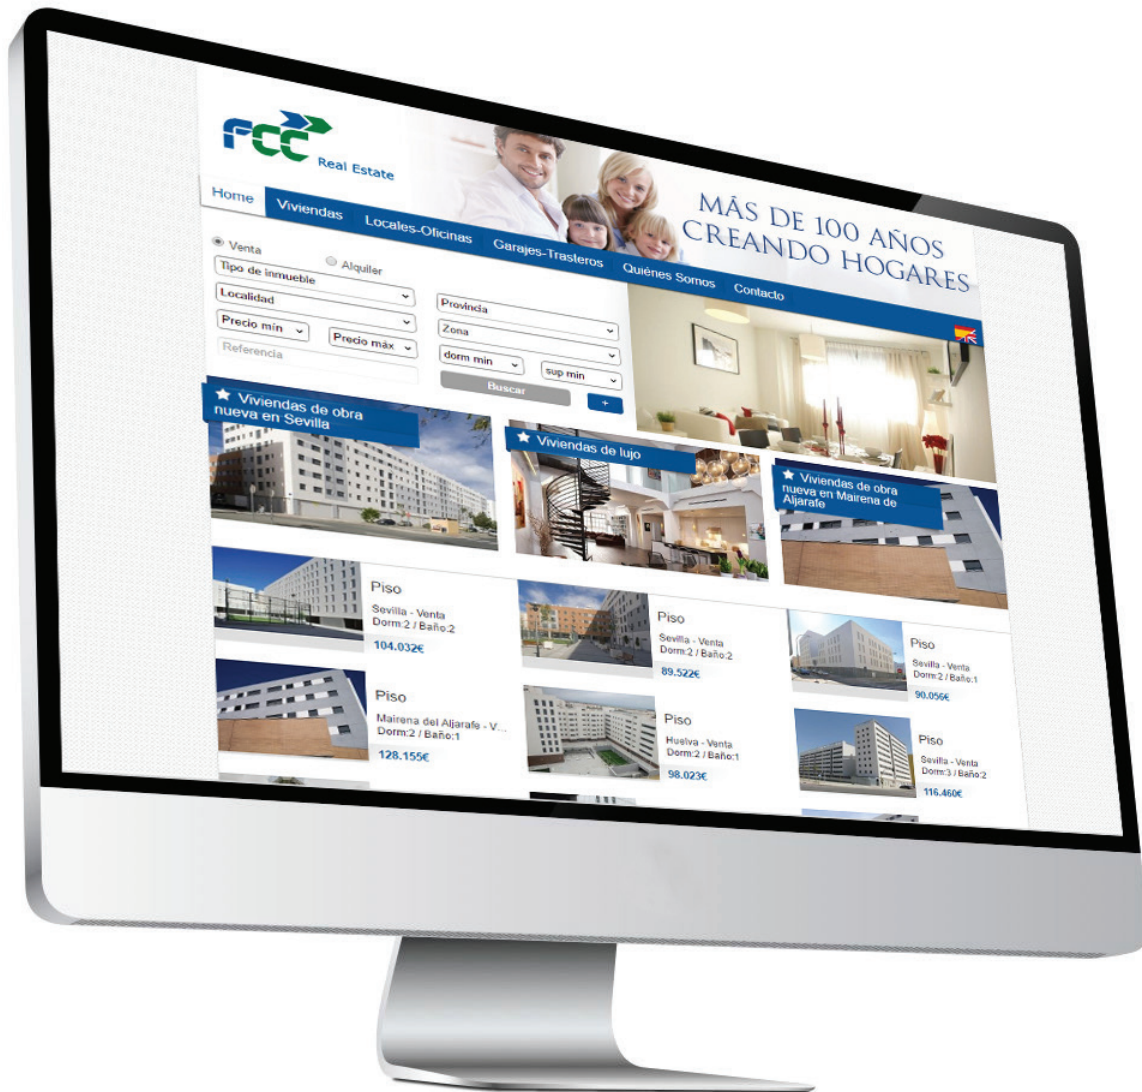 FCC
Real Estate
MÁS DE 100 AÑOS
CREANDO HOGARES
Home
Viviendas
Locales-Oficinas
Garajes-Trasteros
Quiénes Somos
Contacto
Venta
Alquiler
Tipo de inmueble
Provincia
Localidad
Zona
Precio mín
Precio máx
dorm min
sup min
Referencia
Buscar
+
Viviendas de obra
nueva en Sevilla
Viviendas de lujo
Viviendas de obra
nueva en Mairena de
Aljarafe
Piso
Sevilla - Venta
Dorm:2 / Baño:2
104.032€
Piso
Sevilla - Venta
Dorm:2 / Baño:2
89.522€
Piso
Sevilla - Venta
Dorm:2 / Baño:1
90.056€
Piso
Mairena del Aljarafe - V...
Dorm:2 / Baño:1
128.155€
Piso
Huelva - Venta
Dorm:2 / Baño:1
98.023€
Piso
Sevilla - Venta
Dorm:3 / Baño:2
116.460€